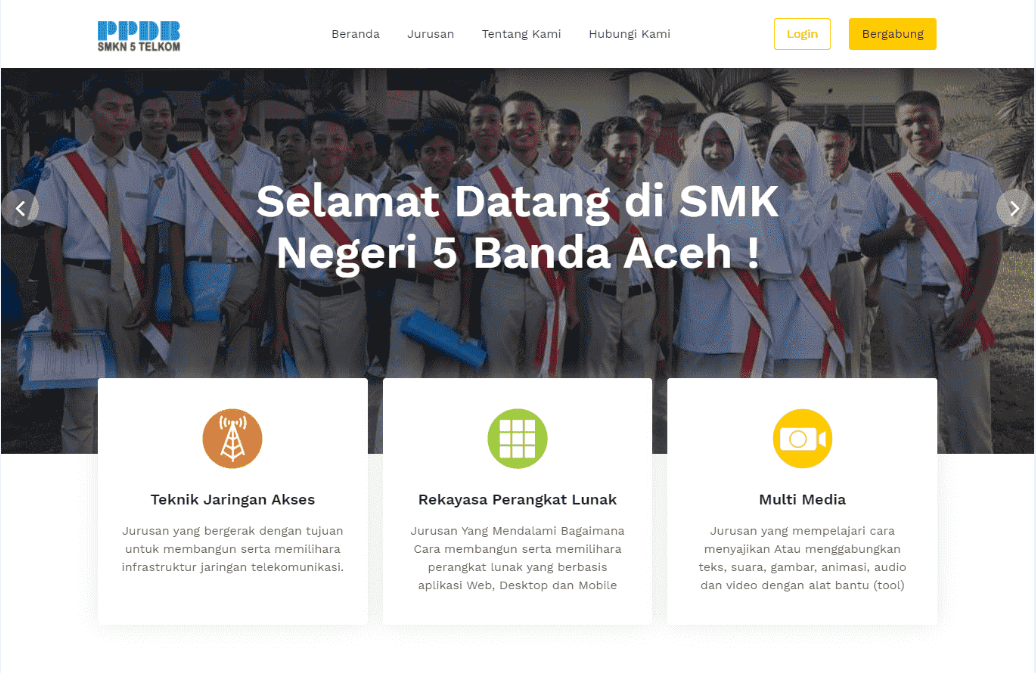 PPDB
SMKN 5 TELKOM
Beranda Jurusan Tentang Kami Hubungi Kami Login Bergabung
Selamat Datang di SMK
Negeri 5 Banda Aceh !
Teknik Jaringan Akses
Jurusan yang bergerak dengan tujuan
untuk membangun serta memilihara
infrastruktur jaringan telekomunikasi.
Rekayasa Perangkat Lunak
Jurusan Yang Mendalami Bagaimana
Cara membangun serta memilihara
perangkat lunak yang berbasis
aplikasi Web, Desktop dan Mobile
Multi Media
Jurusan yang mempelajari cara
menyajikan Atau menggabungkan
teks, suara, gambar, animasi, audio
dan video dengan alat bantu (tool)